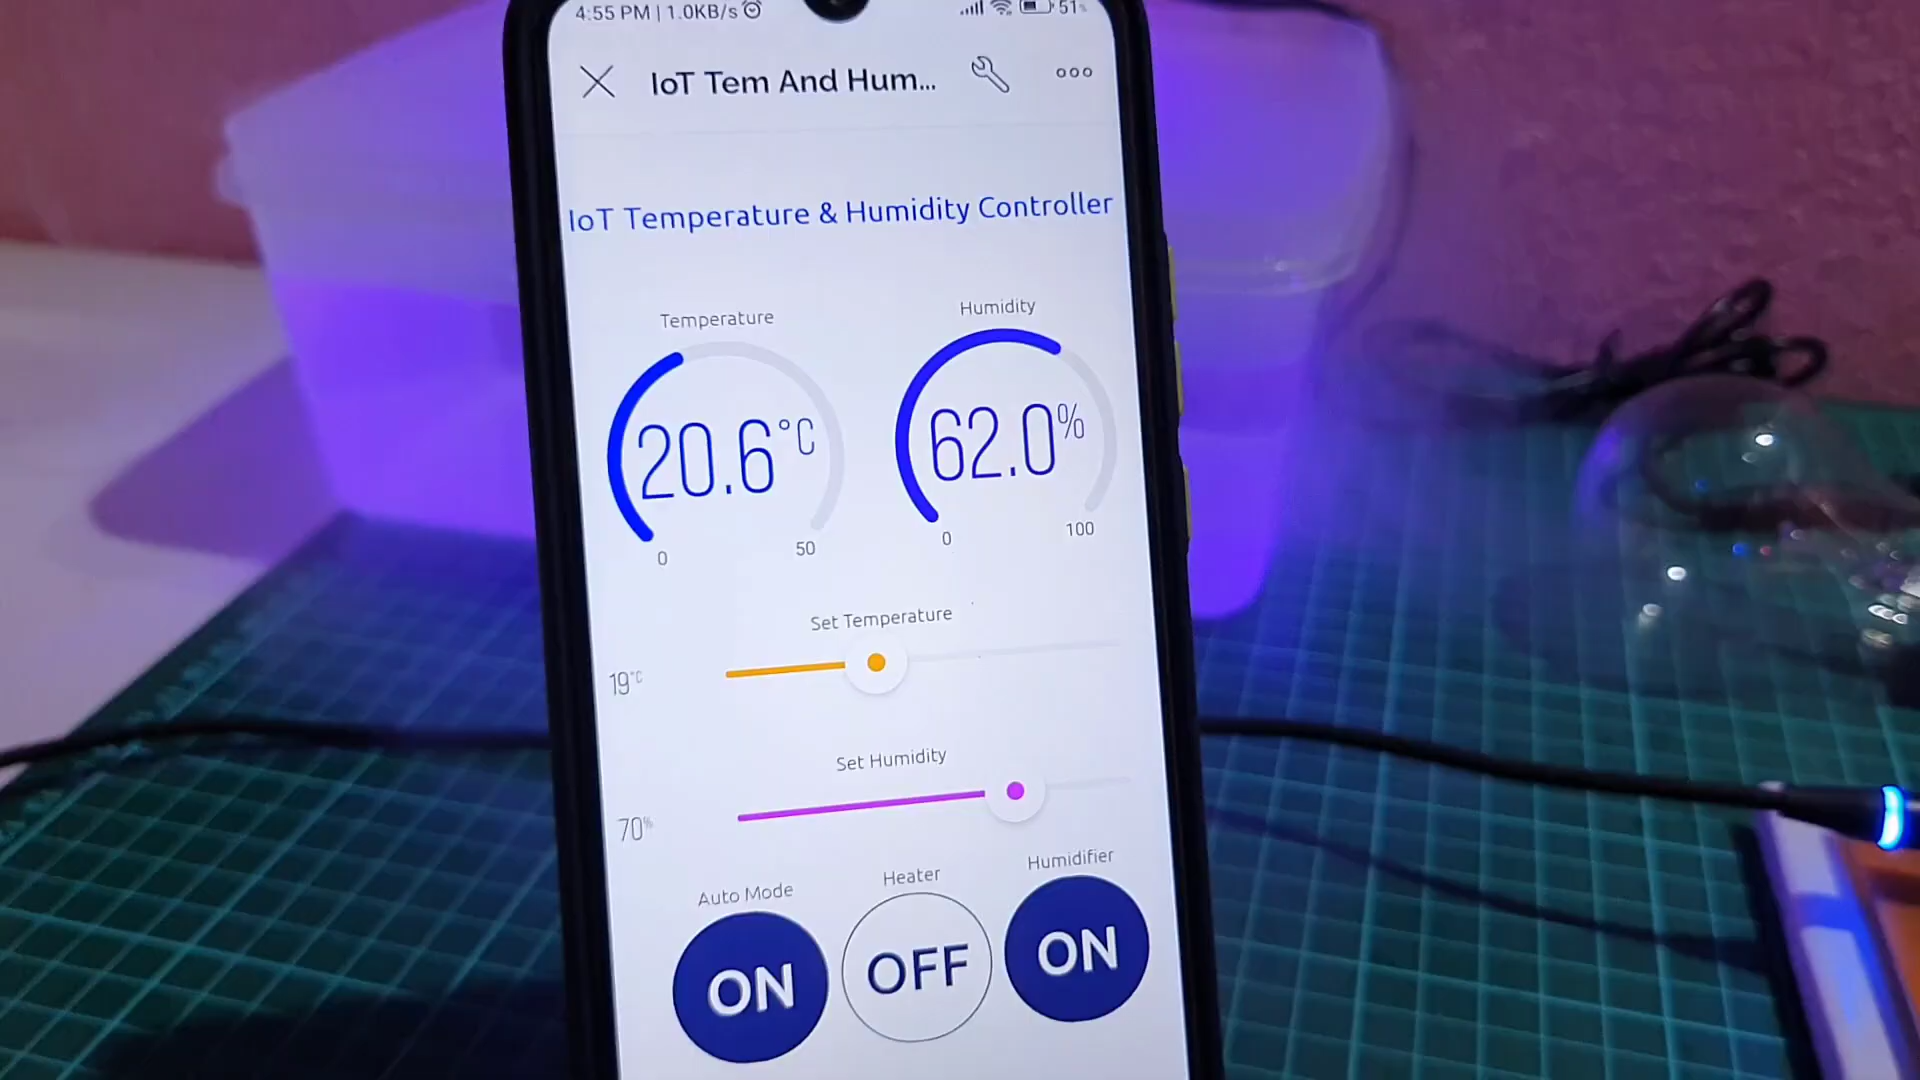 4:55 PM | 1.0KB/s
51%
IoT Tem And Hum...
IoT Temperature & Humidity Controller
Temperature
Humidity
20.6°C
62.0%
0
50
0
100
Set Temperature
19°C
Set Humidity
70%
Auto Mode
Heater
Humidifier
ON
OFF
ON